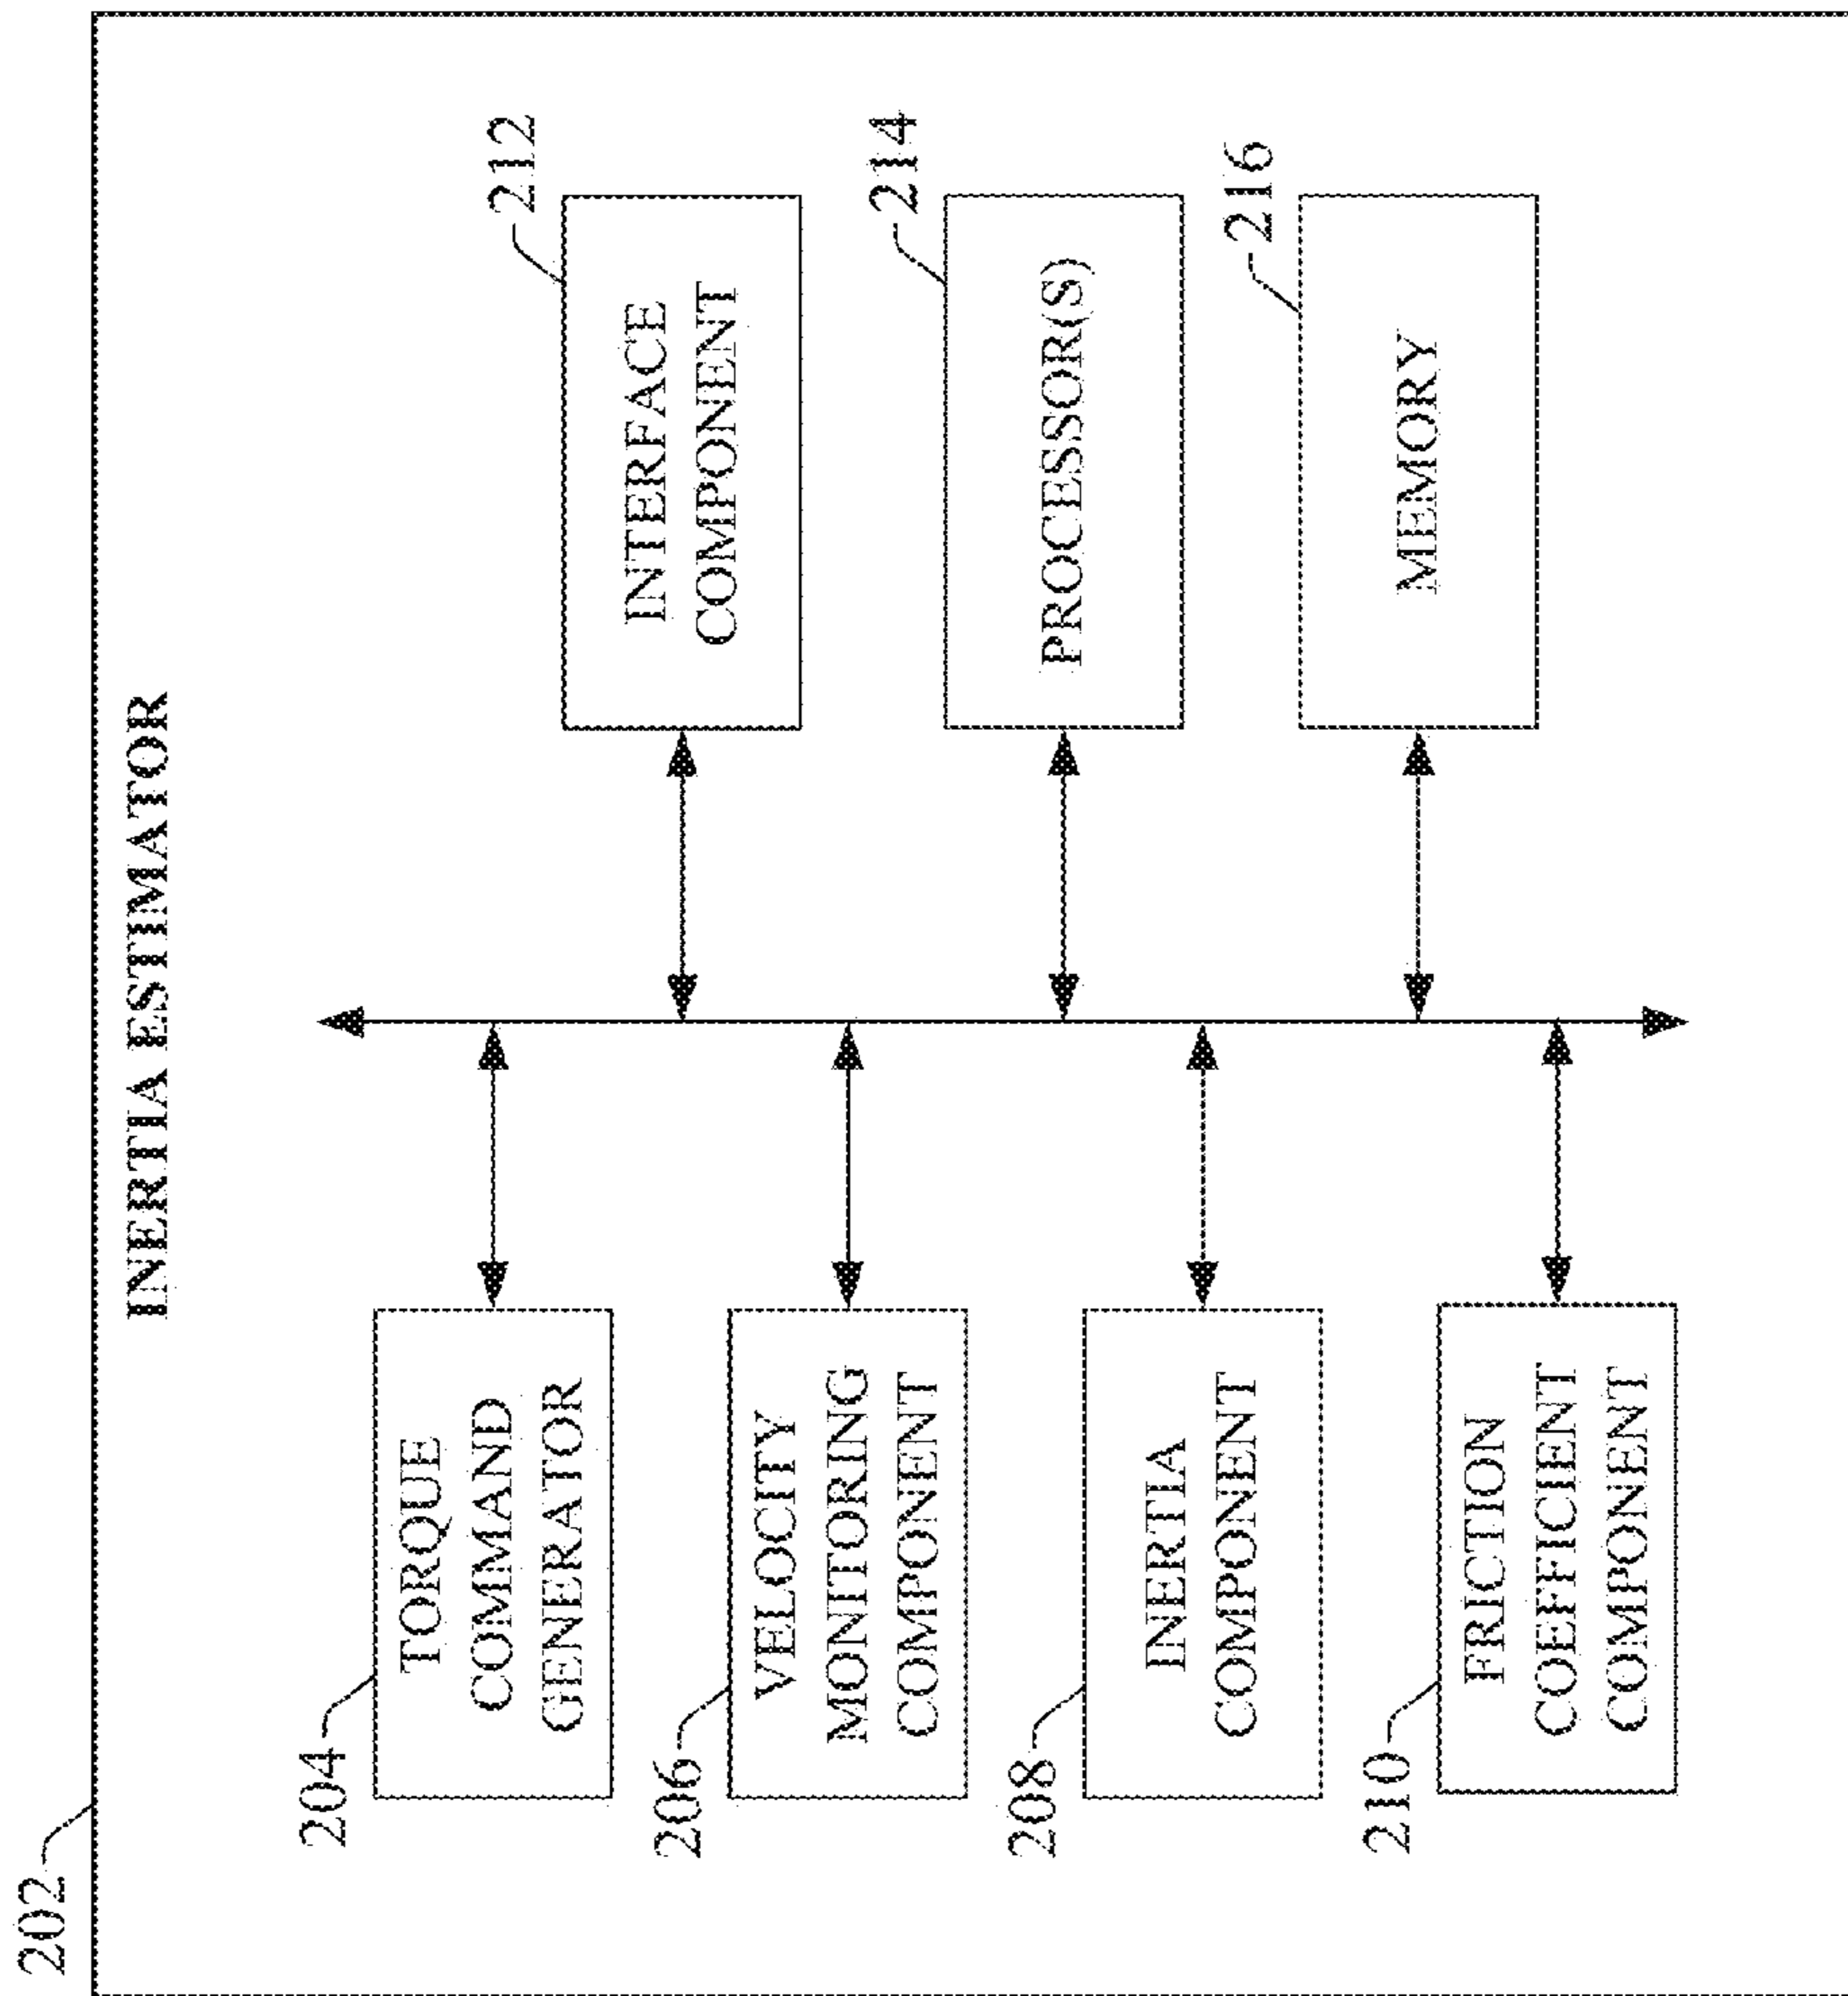 202
INERTIA ESTIMATOR
204
TORQUE
COMMAND
GENERATOR
206
VELOCITY
MONITORING
COMPONENT
208
INERTIA
COMPONENT
210
FRICTION
COEFFICIENT
COMPONENT
212
INTERFACE
COMPONENT
214
PROCESSOR(S)
216
MEMORY